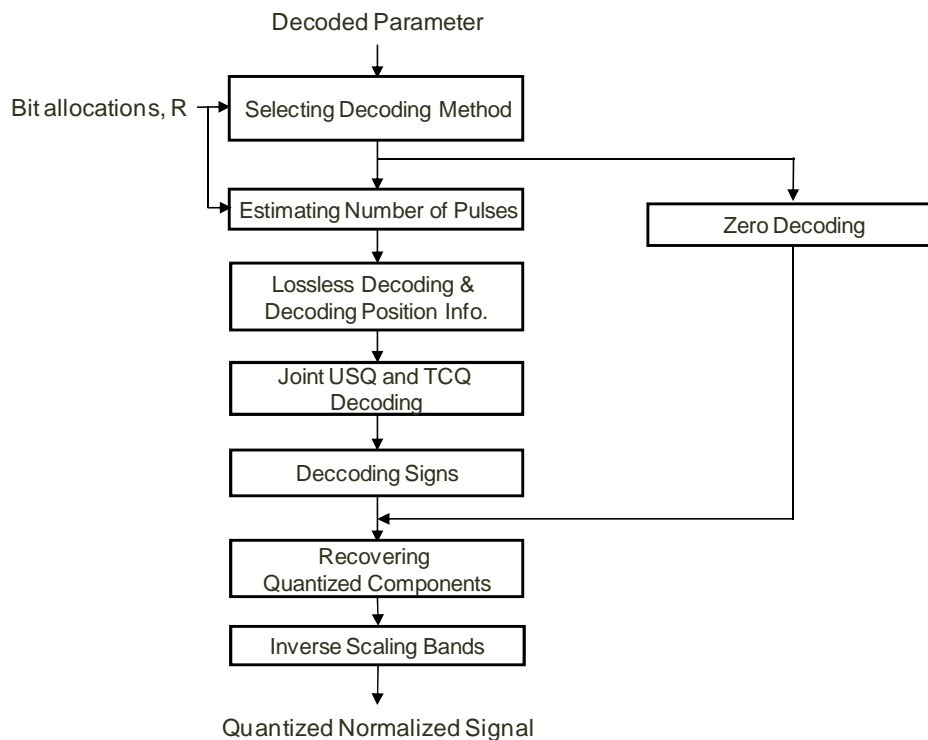 Decoded Parameter
Bit allocations, R
Selecting Decoding Method
Estimating Number of Pulses
Zero Decoding
Lossless Decoding &
Decoding Position Info.
Joint USQ and TCQ
Decoding
Deccoding Signs
Recovering
Quantized Components
Inverse Scaling Bands
Quantized Normalized Signal